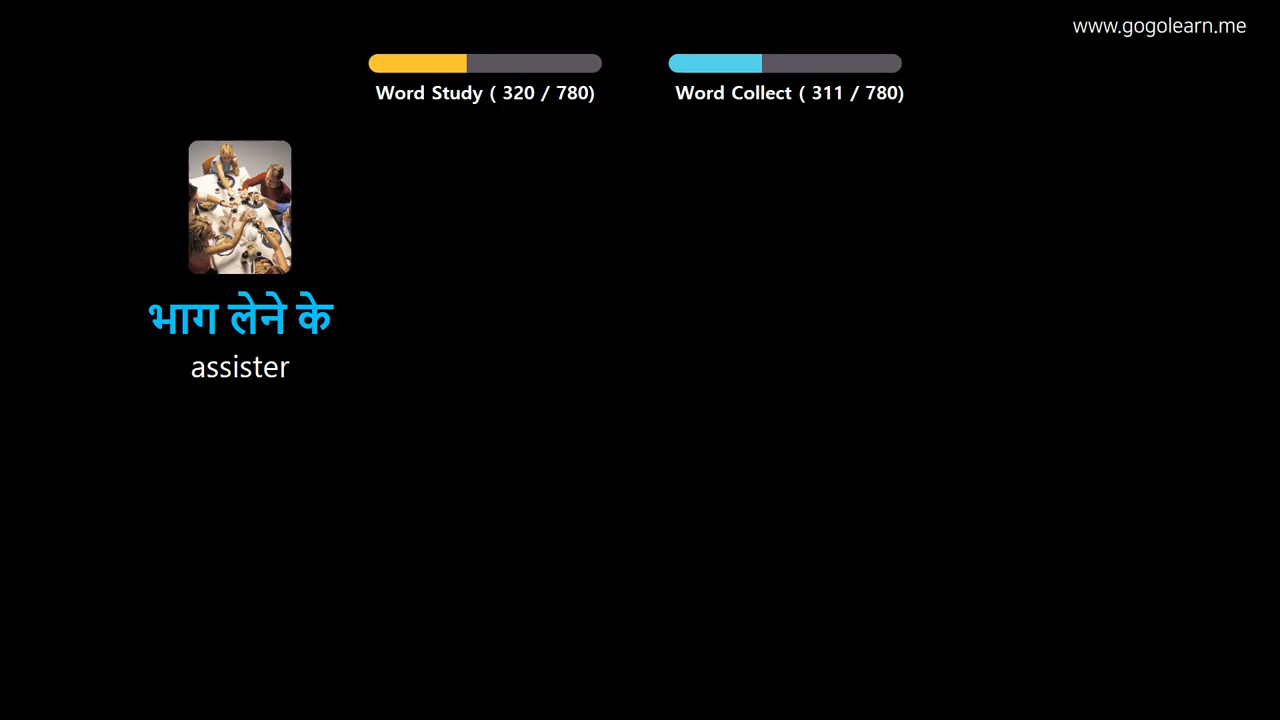 www.gogolearn.me
Word Study ( 320 / 780)
Word Collect ( 311 / 780)
भाग लेने के
assister